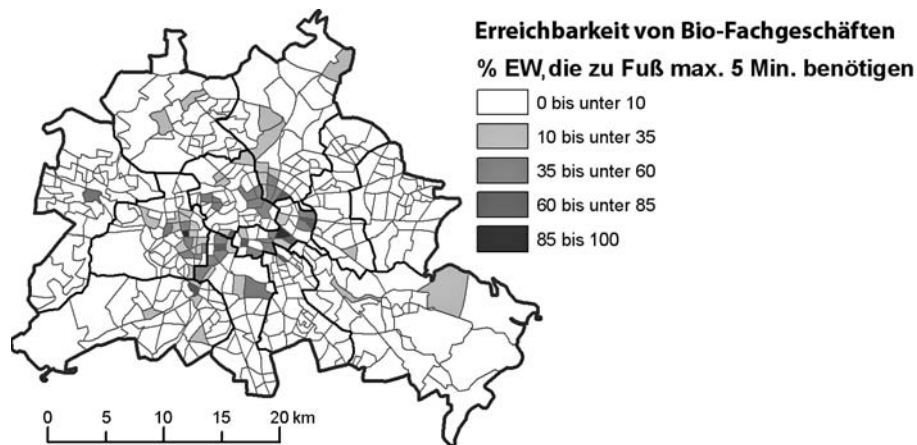 Erreichbarkeit von Bio-Fachgeschäften
% EW, die zu Fuß max. 5 Min. benötigen
0 bis unter 10
10 bis unter 35
35 bis unter 60
60 bis unter 85
85 bis 100
0 5 10 15 20 km